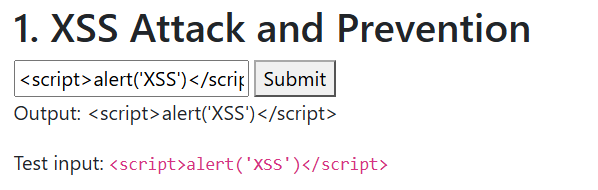 1. XSS Attack and Prevention
<script>alert('XSS')</scrip Submit
Output: <script>alert('XSS')</script>
Test input: <script>alert('XSS')</script>